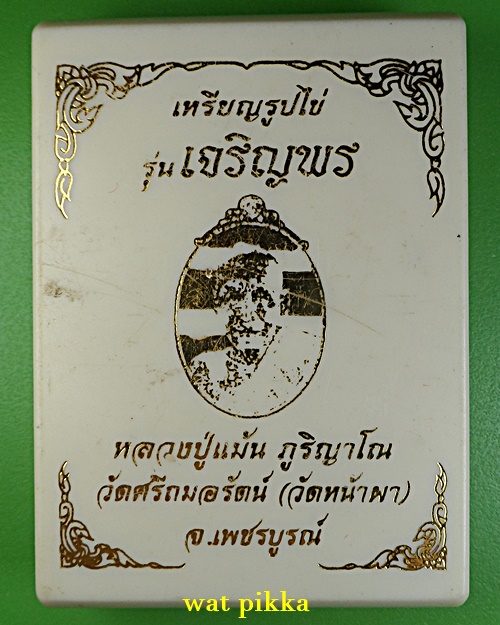 เหรียญรูปไข่
รุ่น เจริญพร
หลวงปู่แม้น ภูริญาโณ
วัดศรีถมอรัตน์ (วัดหน้าผา)
จ.เพชรบูรณ์
wat pikka